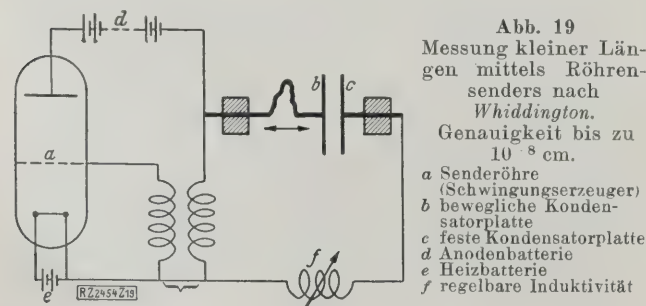 d
b
c
a
f
e
RZ2454Z19
Abb. 19
Messung kleiner Län-
gen mittels Röhren-
senders nach
Whiddington.
Genauigkeit bis zu
10⁻⁸ cm.
a Senderöhre
(Schwingungserzeuger)
b bewegliche Konden-
satorplatte
c feste Kondensatorplatte
d Anodenbatterie
e Heizbatterie
f regelbare Induktivität